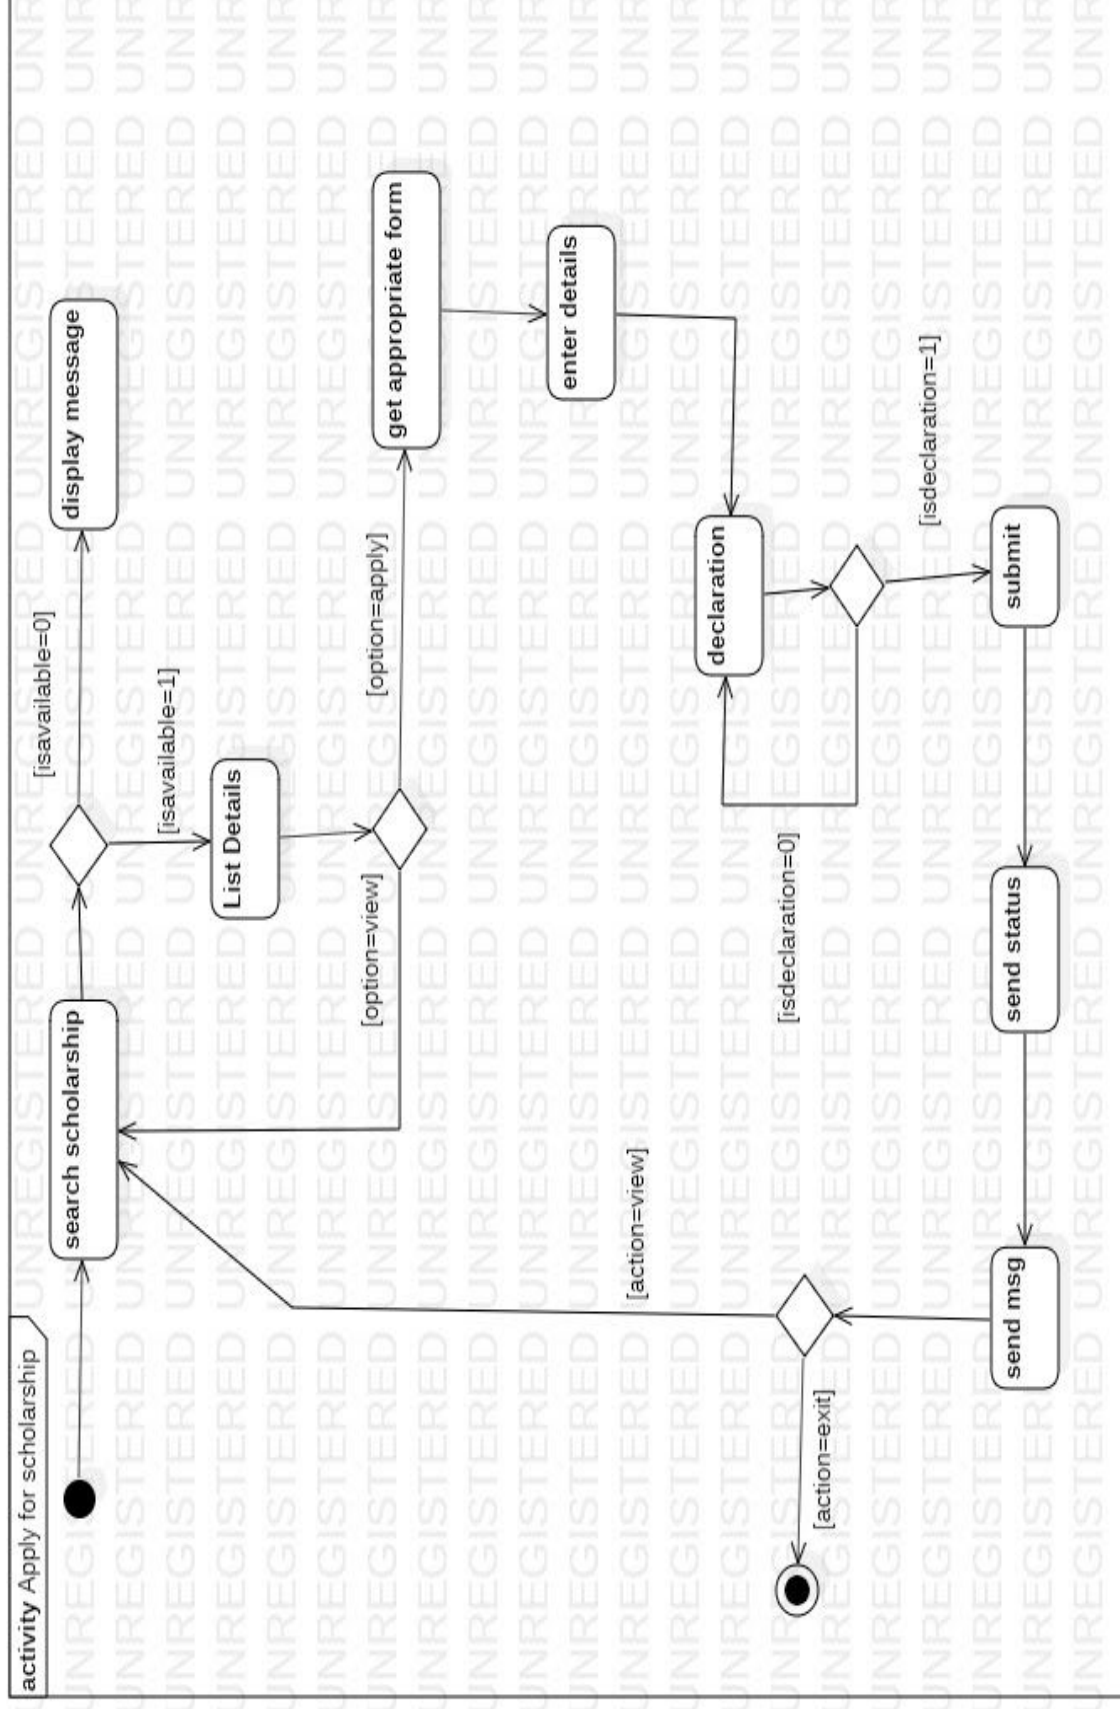 activity Apply for scholarship
search scholarship
[isavailable=0]
display message
[isavailable=1]
List Details
[option=view]
[option=apply]
get appropriate form
enter details
declaration
[isdeclaration=0]
[isdeclaration=1]
submit
send status
send msg
[action=view]
[action=exit]
UNREGISTERED